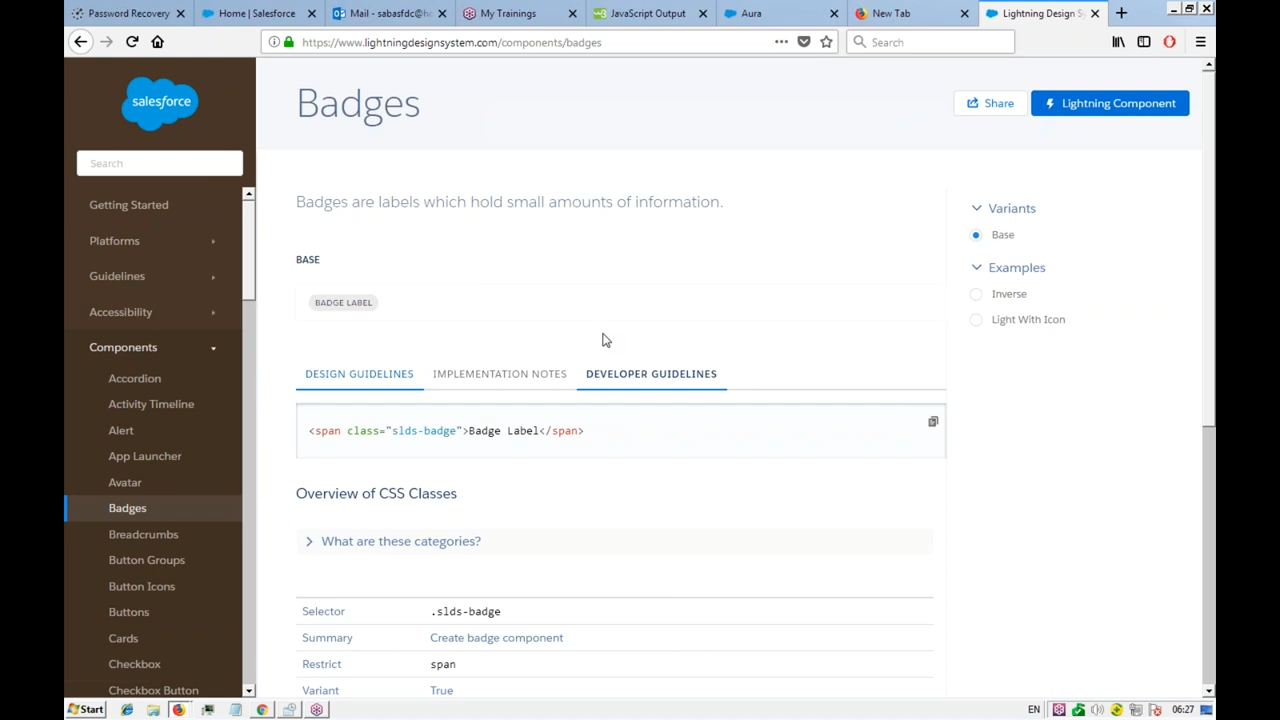 Password Recovery
Home | Salesforce
Mail - sabasfdc@h
My Trainings
JavaScript Output
Aura
New Tab
Lightning Design Sy
https://www.lightningdesignsystem.com/components/badges
Search
salesforce
Search
Getting Started
Platforms
Guidelines
Accessibility
Components
Accordion
Activity Timeline
Alert
App Launcher
Avatar
Badges
Breadcrumbs
Button Groups
Button Icons
Buttons
Cards
Checkbox
Checkbox Button
Badges
Share
Lightning Component
Badges are labels which hold small amounts of information.
BASE
BADGE LABEL
DESIGN GUIDELINES IMPLEMENTATION NOTES DEVELOPER GUIDELINES
<span class="slds-badge">Badge Label</span>
Overview of CSS Classes
What are these categories?
Selector .slds-badge
Summary Create badge component
Restrict span
Variant True
Variants
Base
Examples
Inverse
Light With Icon
Start
EN
06:27